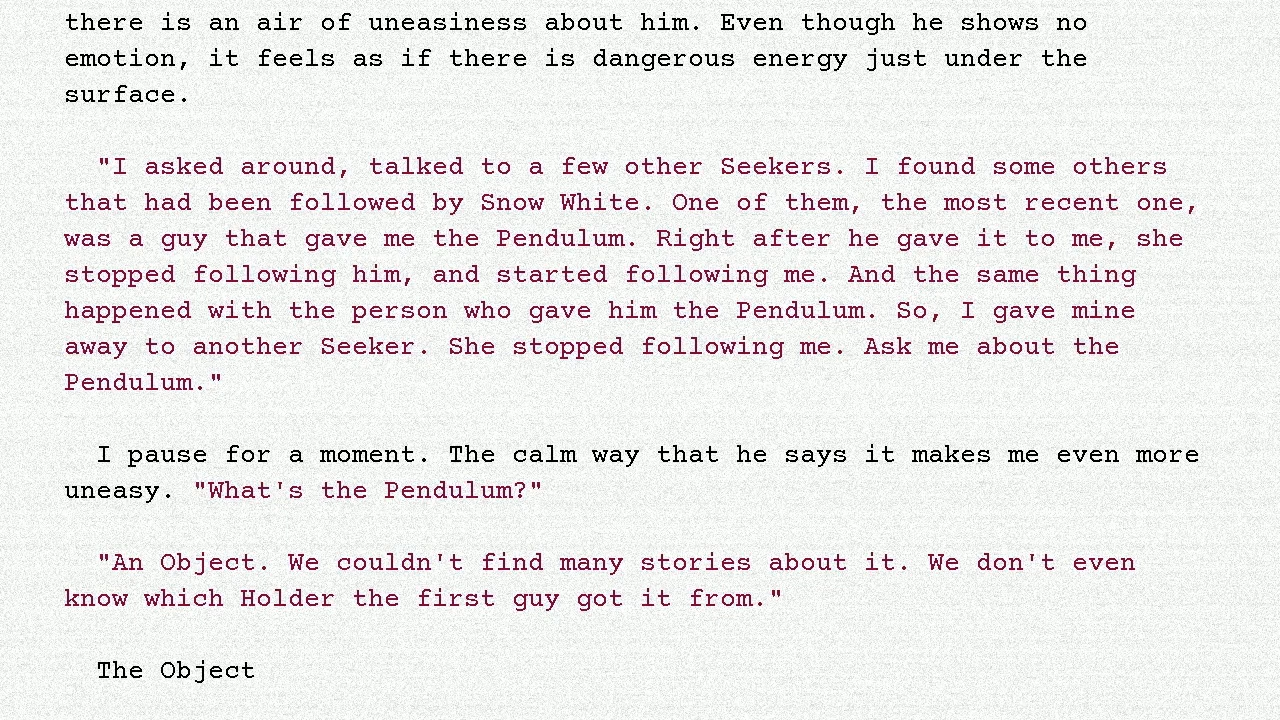 there is an air of uneasiness about him. Even though he shows no
emotion, it feels as if there is dangerous energy just under the
surface.
"I asked around, talked to a few other Seekers. I found some others
that had been followed by Snow White. One of them, the most recent one,
was a guy that gave me the Pendulum. Right after he gave it to me, she
stopped following him, and started following me. And the same thing
happened with the person who gave him the Pendulum. So, I gave mine
away to another Seeker. She stopped following me. Ask me about the
Pendulum."
I pause for a moment. The calm way that he says it makes me even more
uneasy. "What's the Pendulum?"
"An Object. We couldn't find many stories about it. We don't even
know which Holder the first guy got it from."
The Object